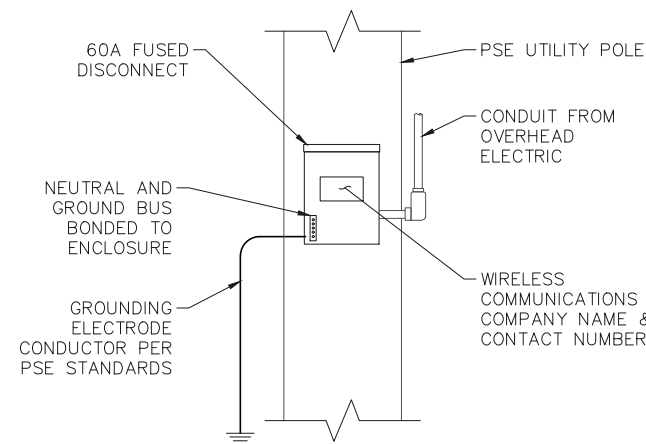 60A FUSED
DISCONNECT
PSE UTILITY POLE
CONDUIT FROM
OVERHEAD
ELECTRIC
NEUTRAL AND
GROUND BUS
BONDED TO
ENCLOSURE
WIRELESS
COMMUNICATIONS
COMPANY NAME &
CONTACT NUMBER
GROUNDING
ELECTRODE
CONDUCTOR PER
PSE STANDARDS